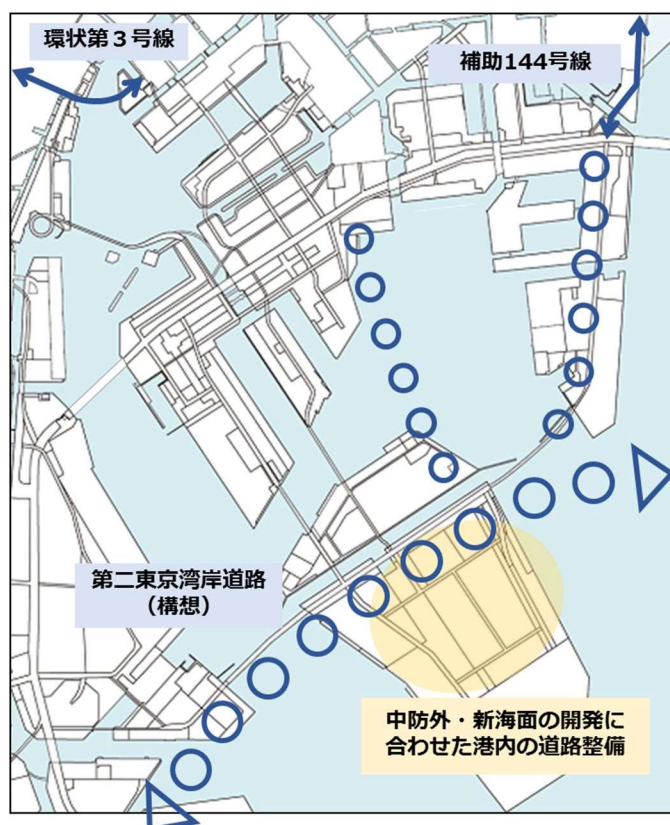 環状第３号線
補助144号線
第二東京湾岸道路
（構想）
中防外・新海面の開発に
合わせた港内の道路整備